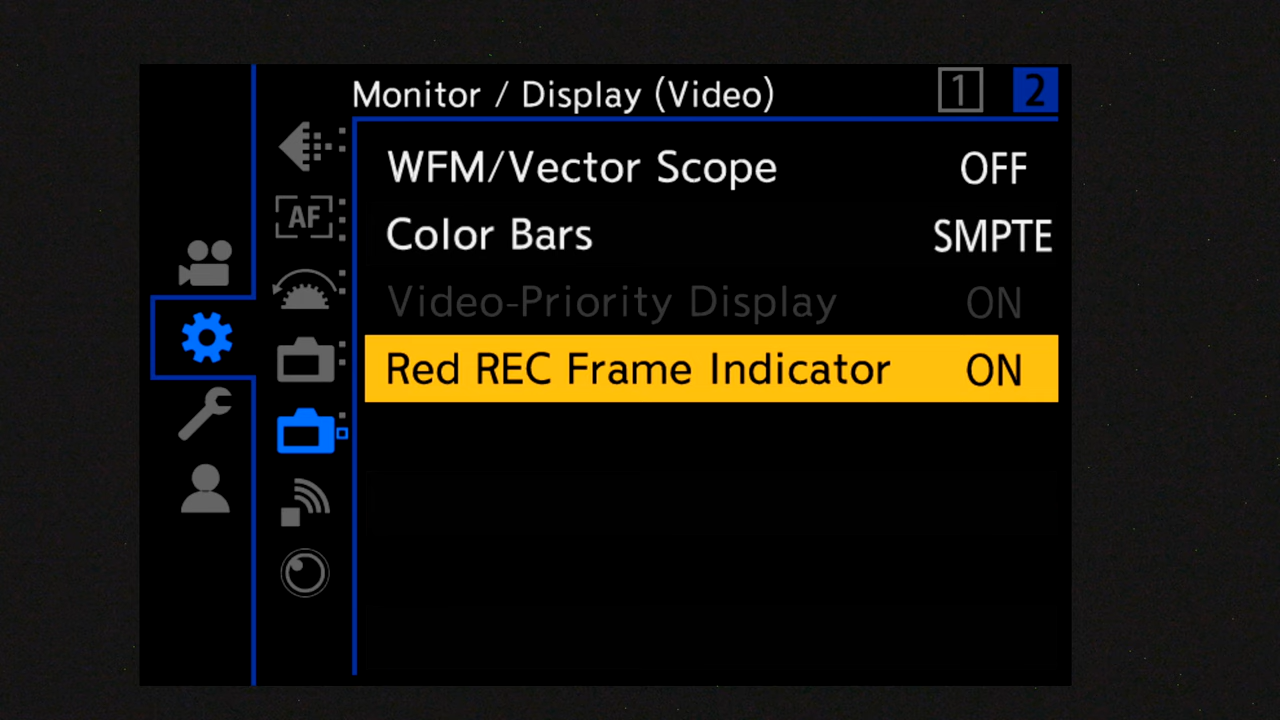 Monitor / Display (Video) 1 2
WFM/Vector Scope OFF
AF
Color Bars SMPTE
Video-Priority Display ON
Red REC Frame Indicator ON